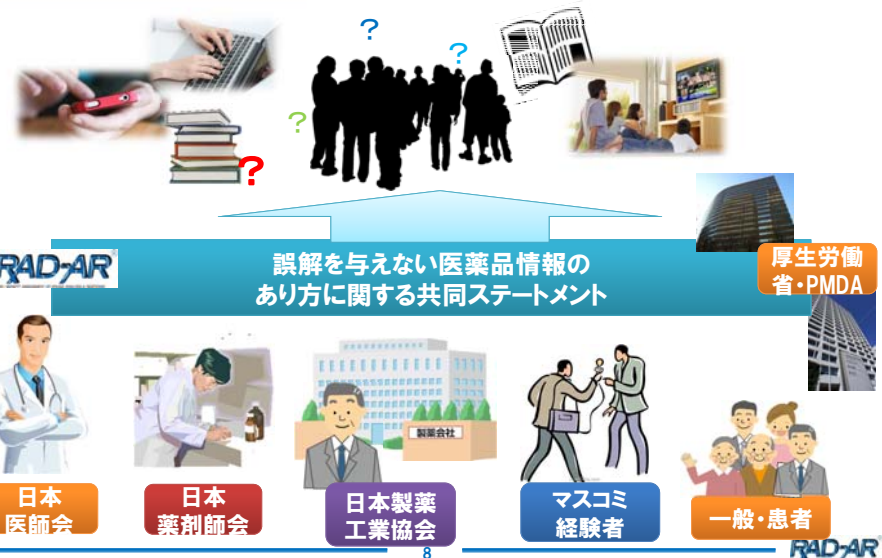 ?
?
?
?
RAD-AR
誤解を与えない医薬品情報の
あり方に関する共同ステートメント
厚生労働
省・PMDA
製薬会社
日本
医師会
日本
薬剤師会
日本製薬
工業協会
マスコミ
経験者
一般・患者
8
RAD-AR